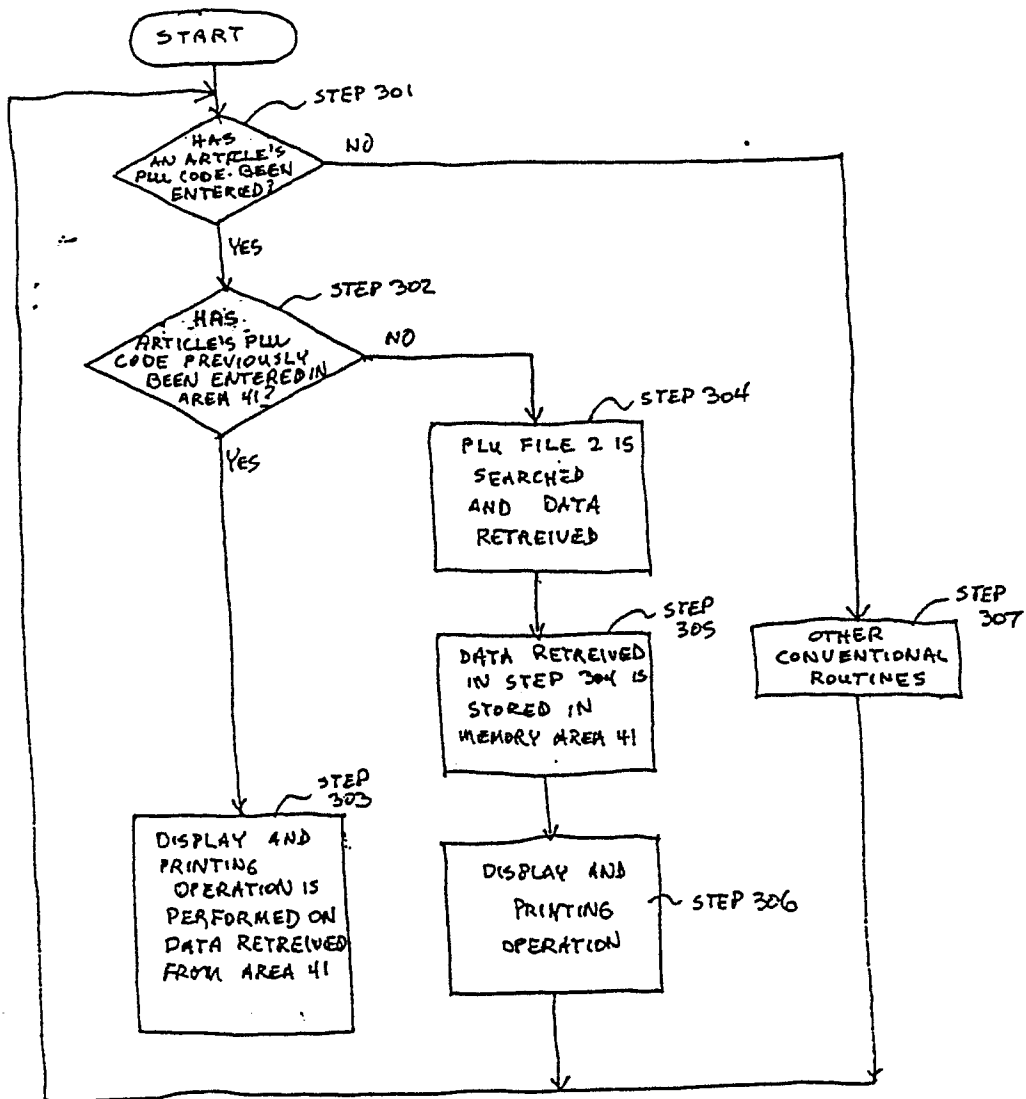 START
STEP 301
HAS
AN ARTICLE'S
PLU CODE BEEN
ENTERED?
NO
YES
STEP 302
HAS
ARTICLE'S PLU
CODE PREVIOUSLY
BEEN ENTERED IN
AREA 41?
NO
YES
STEP 304
PLU FILE 2 IS
SEARCHED
AND DATA
RETREIVED
STEP
305
DATA RETREIVED
IN STEP 304 IS
STORED IN
MEMORY AREA 41
STEP
307
OTHER
CONVENTIONAL
ROUTINES
STEP
303
DISPLAY AND
PRINTING
OPERATION IS
PERFORMED ON
DATA RETREIVED
FROM AREA 41
DISPLAY AND
PRINTING
OPERATION
STEP 306